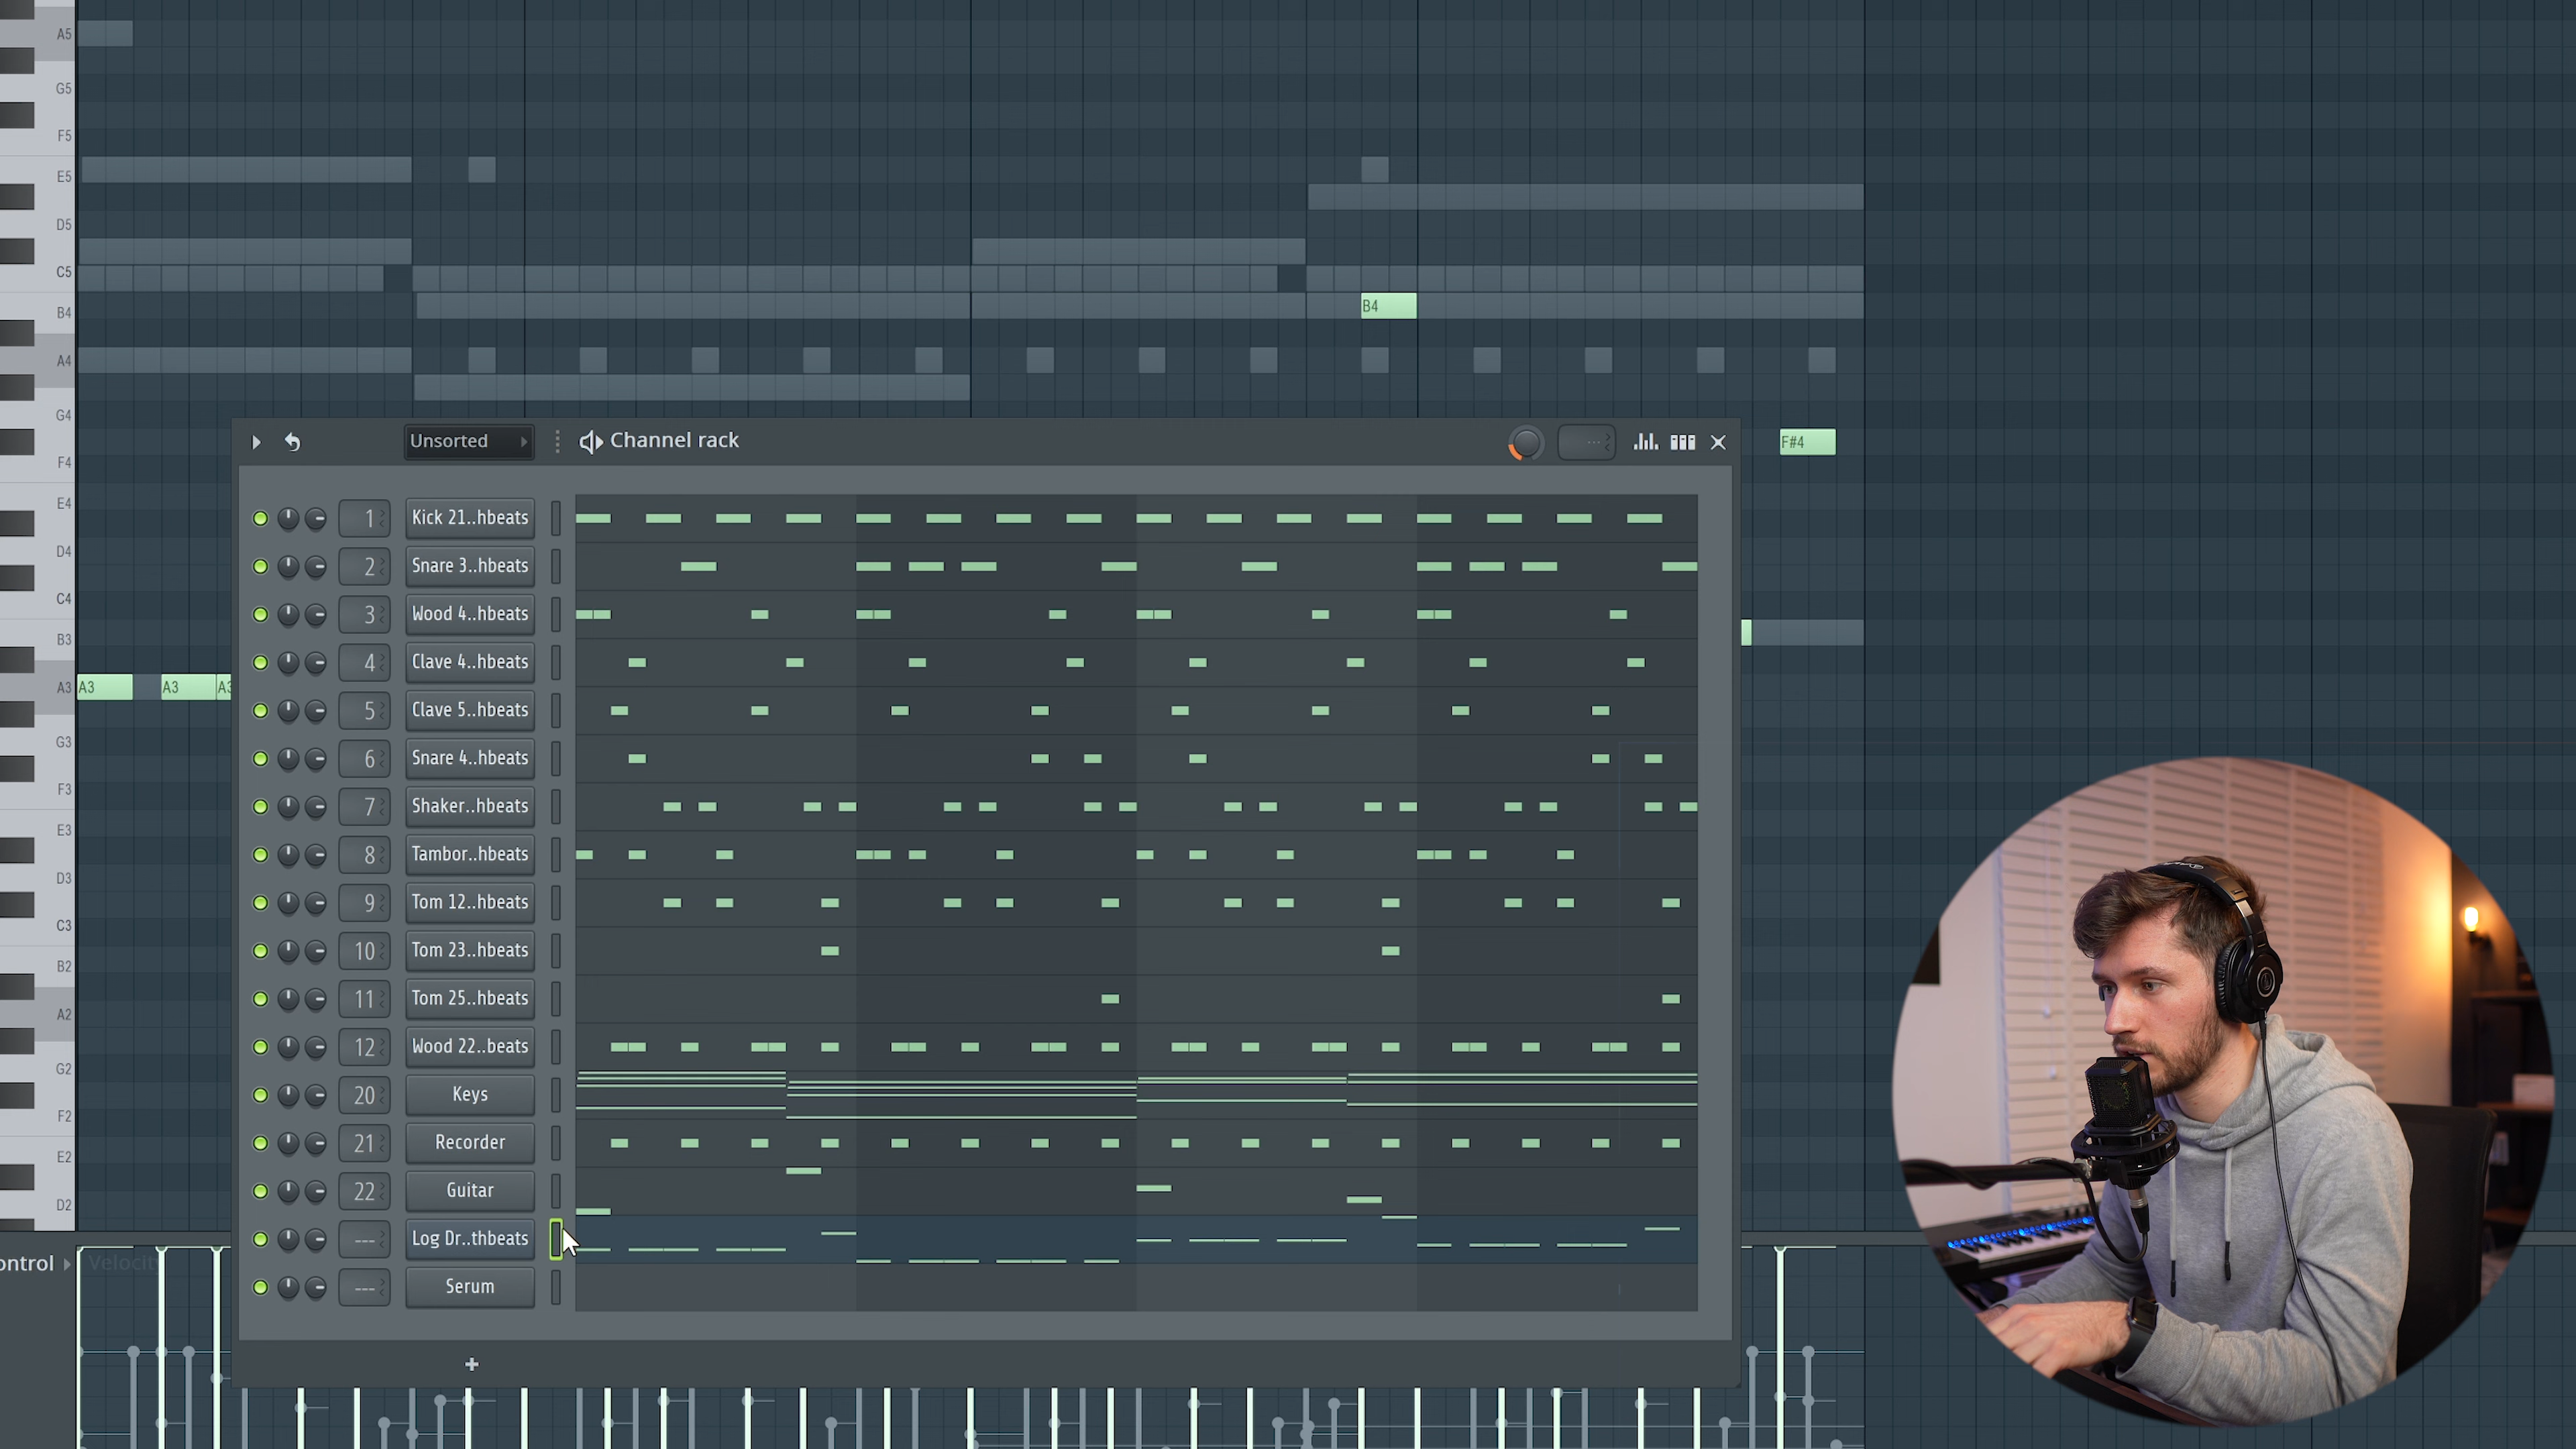 A5
G5
F5
E5
D5
C5
B4
B4
A4
G4
F#4
F4
Unsorted
Channel rack
E4
1 Kick 21..hbeats
D4
2 Snare 3..hbeats
C4
3 Wood 4..hbeats
B3
4 Clave 4..hbeats
A3
A3
A3
A3
5 Clave 5..hbeats
G3
6 Snare 4..hbeats
F3
7 Shaker..hbeats
E3
8 Tambor..hbeats
D3
9 Tom 12..hbeats
C3
10 Tom 23..hbeats
B2
11 Tom 25..hbeats
A2
12 Wood 22..beats
G2
20 Keys
F2
21 Recorder
E2
22 Guitar
D2
--- Log Dr..thbeats
ontrol
Velocit
--- Serum